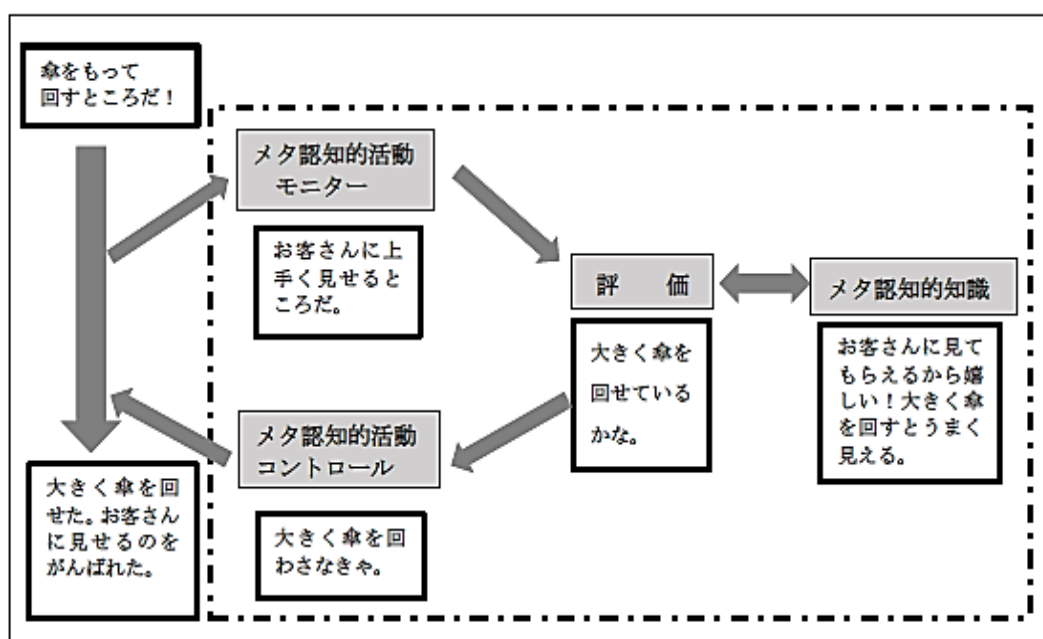 傘をもって
回すところだ！
メタ認知的活動
モニター
お客さんに上
手く見せると
ころだ。
評　価
メタ認知的知識
大きく傘を
回せている
かな。
お客さんに見て
もらえるから嬉
しい！大きく傘
を回すとうまく
見える。
メタ認知的活動
コントロール
大きく傘を回
わさなきゃ。
大きく傘を回
せた。お客さん
に見せるのを
がんばれた。